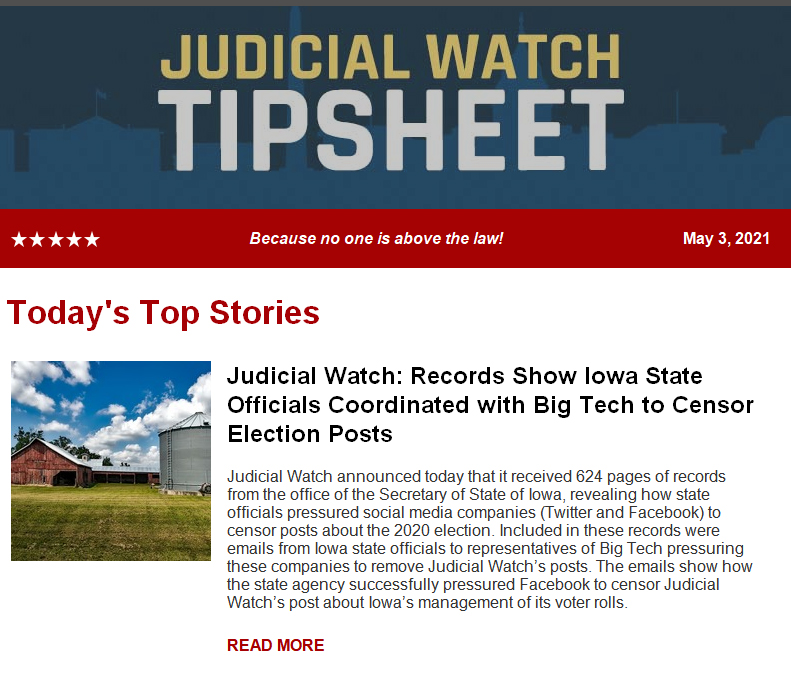 JUDICIAL WATCH
TIPSHEET
★★★★★ Because no one is above the law! May 3, 2021
Today's Top Stories
Judicial Watch: Records Show Iowa State
Officials Coordinated with Big Tech to Censor
Election Posts
Judicial Watch announced today that it received 624 pages of records
from the office of the Secretary of State of Iowa, revealing how state
officials pressured social media companies (Twitter and Facebook) to
censor posts about the 2020 election. Included in these records were
emails from Iowa state officials to representatives of Big Tech pressuring
these companies to remove Judicial Watch’s posts. The emails show how
the state agency successfully pressured Facebook to censor Judicial
Watch’s post about Iowa’s management of its voter rolls.
READ MORE